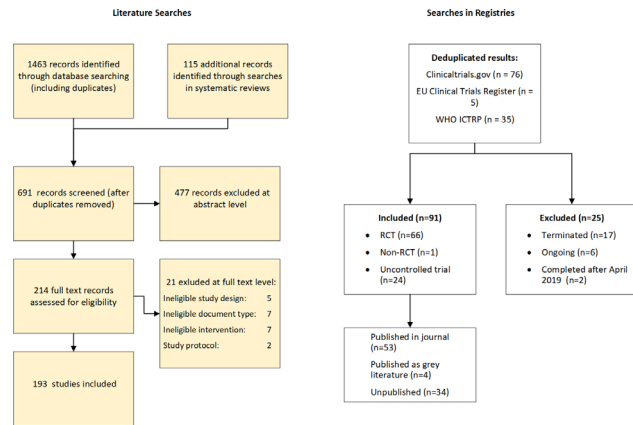 Literature Searches
1463 records identified
through database searching
(including duplicates)
115 additional records
identified through searches
in systematic reviews
691 records screened (after
duplicates removed)
477 records excluded at
abstract level
214 full text records
assessed for eligibility
21 exluded at full text level:
Ineligible study design: 5
Ineligible document type: 7
Ineligible intervention: 7
Study protocol: 2
193 studies included
Searches in Registries
Deduplicated results:
Clinicaltrials.gov (n = 76)
EU Clinical Trials Register (n =
5)
WHO ICTRP (n = 35)
Included (n=91)
• RCT (n=66)
• Non-RCT (n=1)
• Uncontrolled trial
(n=24)
Excluded (n=25)
• Terminated (n=17)
• Ongoing (n=6)
• Completed after April
2019 (n=2)
Published in journal
(n=53)
Published as grey
literature (n=4)
Unpublished (n=34)